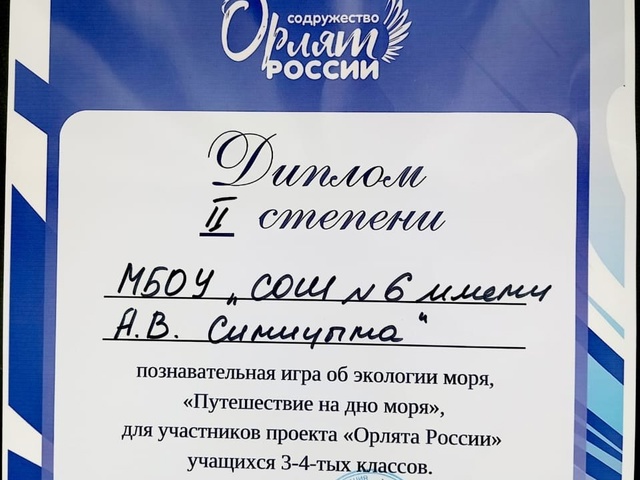 содружество
Орлят
РОССИИ
Диплом
II степени
МБОУ „СОШ №6 имени
А.В. Синицына"
познавательная игра об экологии моря,
«Путешествие на дно моря»,
для участников проекта «Орлята России»
учащихся 3-4-тых классов.